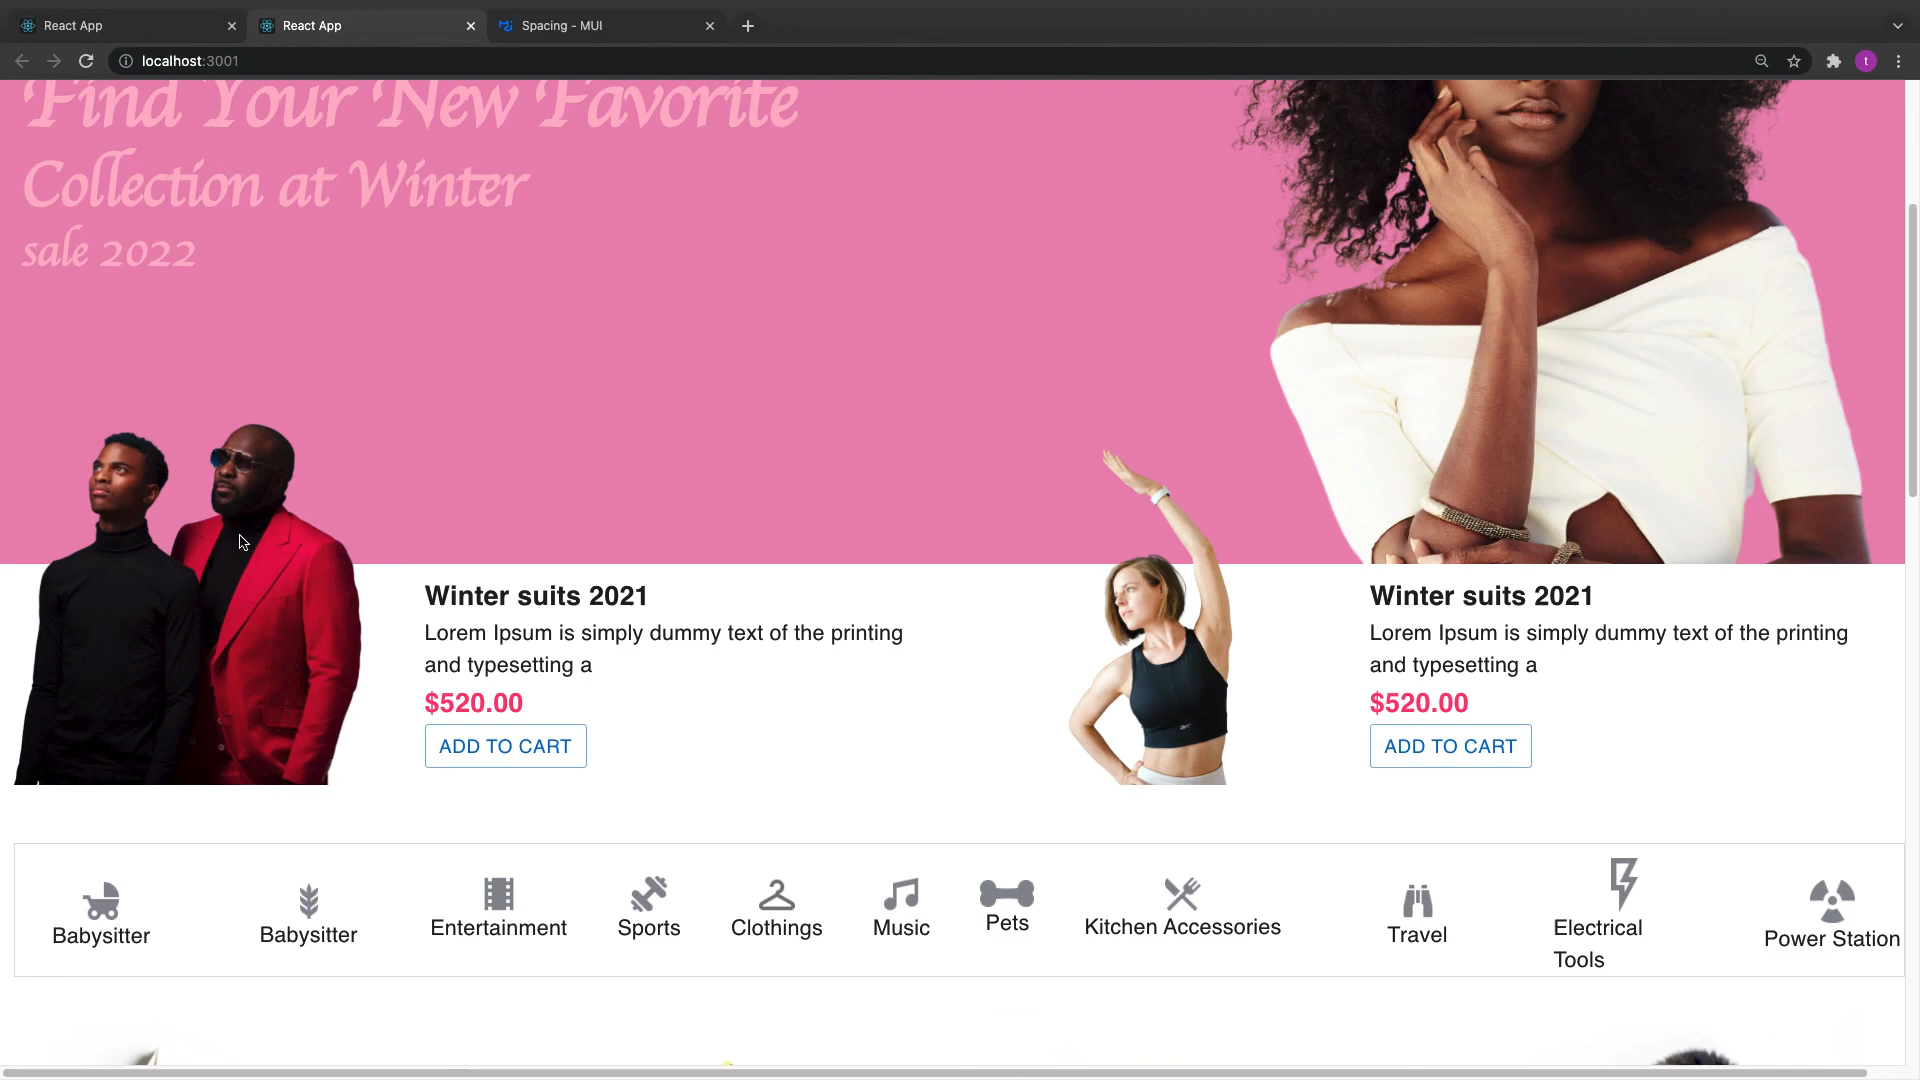 React App
React App
Spacing - MUI
localhost:3001
t
Find Your New Favorite
Collection at Winter
sale 2022
Winter suits 2021
Lorem Ipsum is simply dummy text of the printing
and typesetting a
$520.00
ADD TO CART
Winter suits 2021
Lorem Ipsum is simply dummy text of the printing
and typesetting a
$520.00
ADD TO CART
Babysitter
Babysitter
Entertainment
Sports
Clothings
Music
Pets
Kitchen Accessories
Travel
Electrical
Tools
Power Station